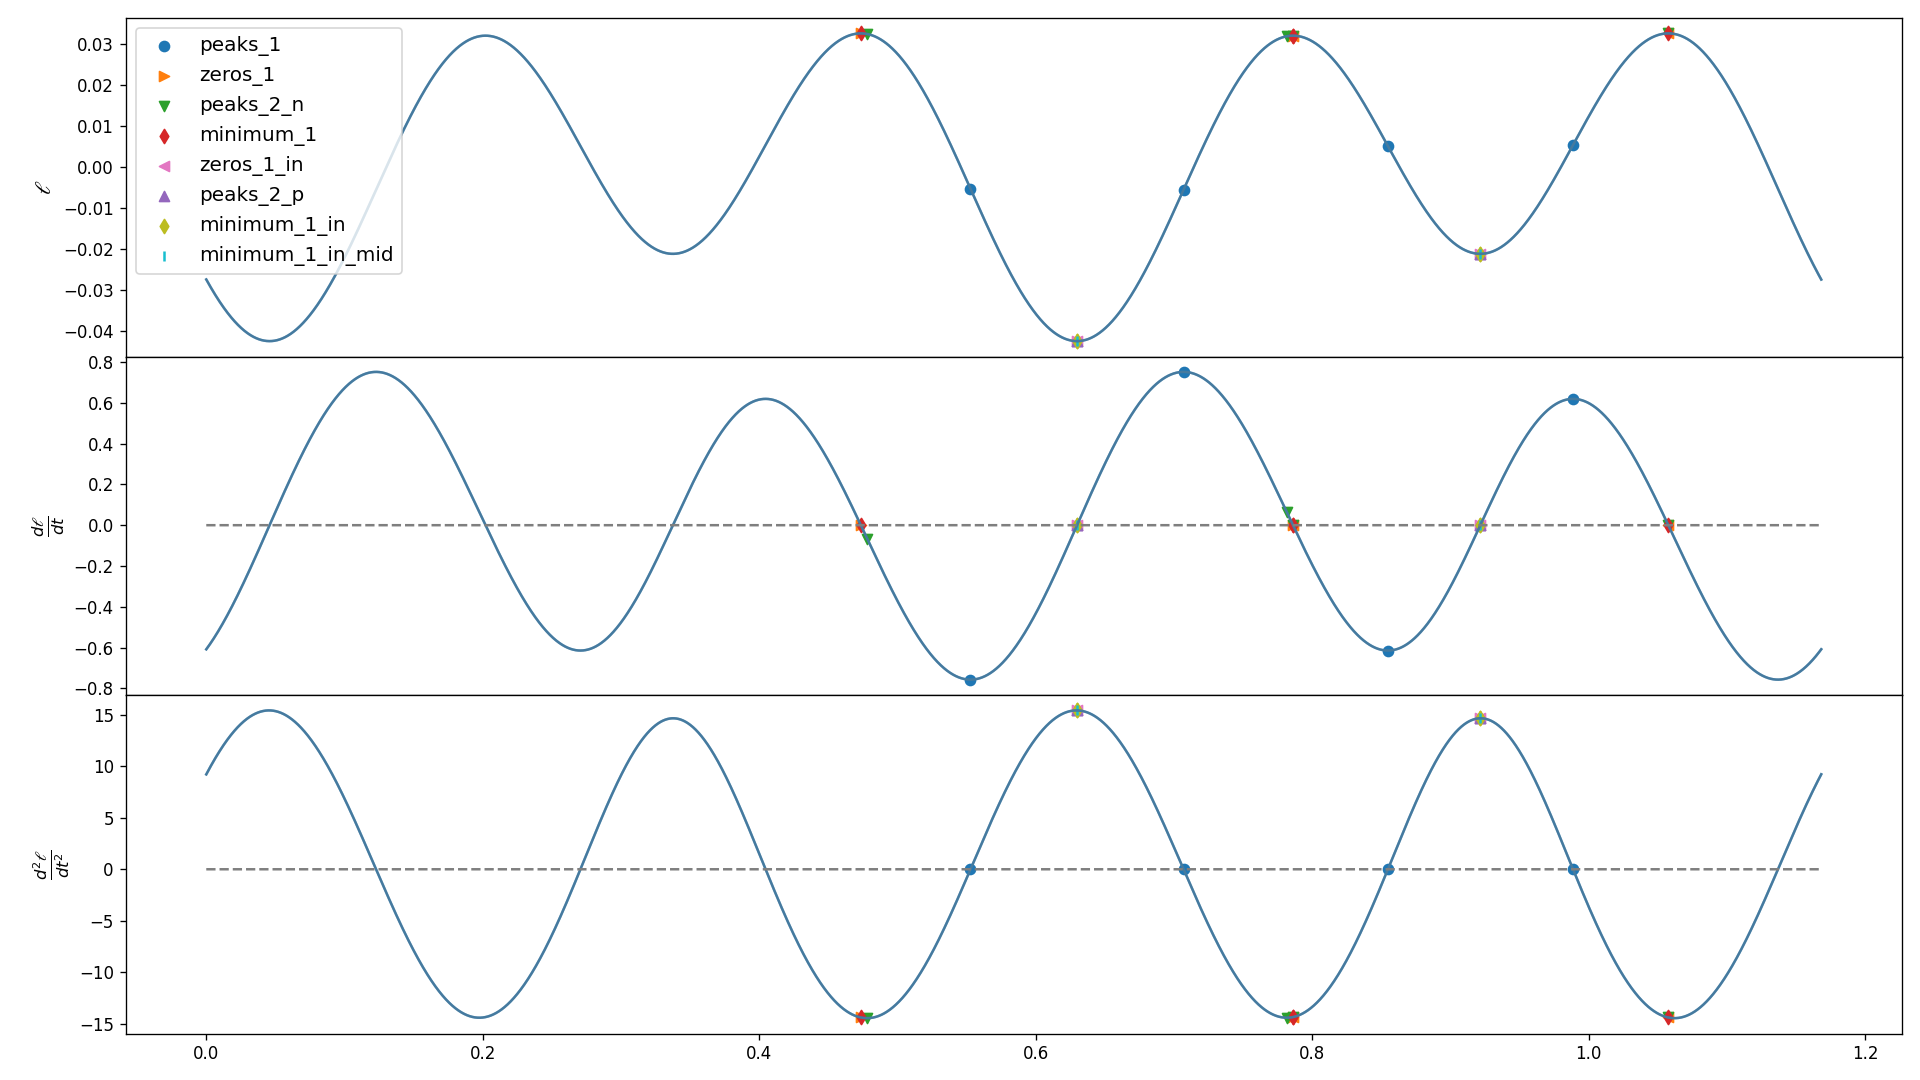 peaks_1
zeros_1
peaks_2_n
minimum_1
zeros_1_in
peaks_2_p
minimum_1_in
minimum_1_in_mid
0.03
0.02
0.01
0.00
−0.01
−0.02
−0.03
−0.04
ℓ
0.8
0.6
0.4
0.2
0.0
−0.2
−0.4
−0.6
−0.8
dℓ
dt
15
10
5
0
−5
−10
−15
d²ℓ
dt²
0.0 0.2 0.4 0.6 0.8 1.0 1.2